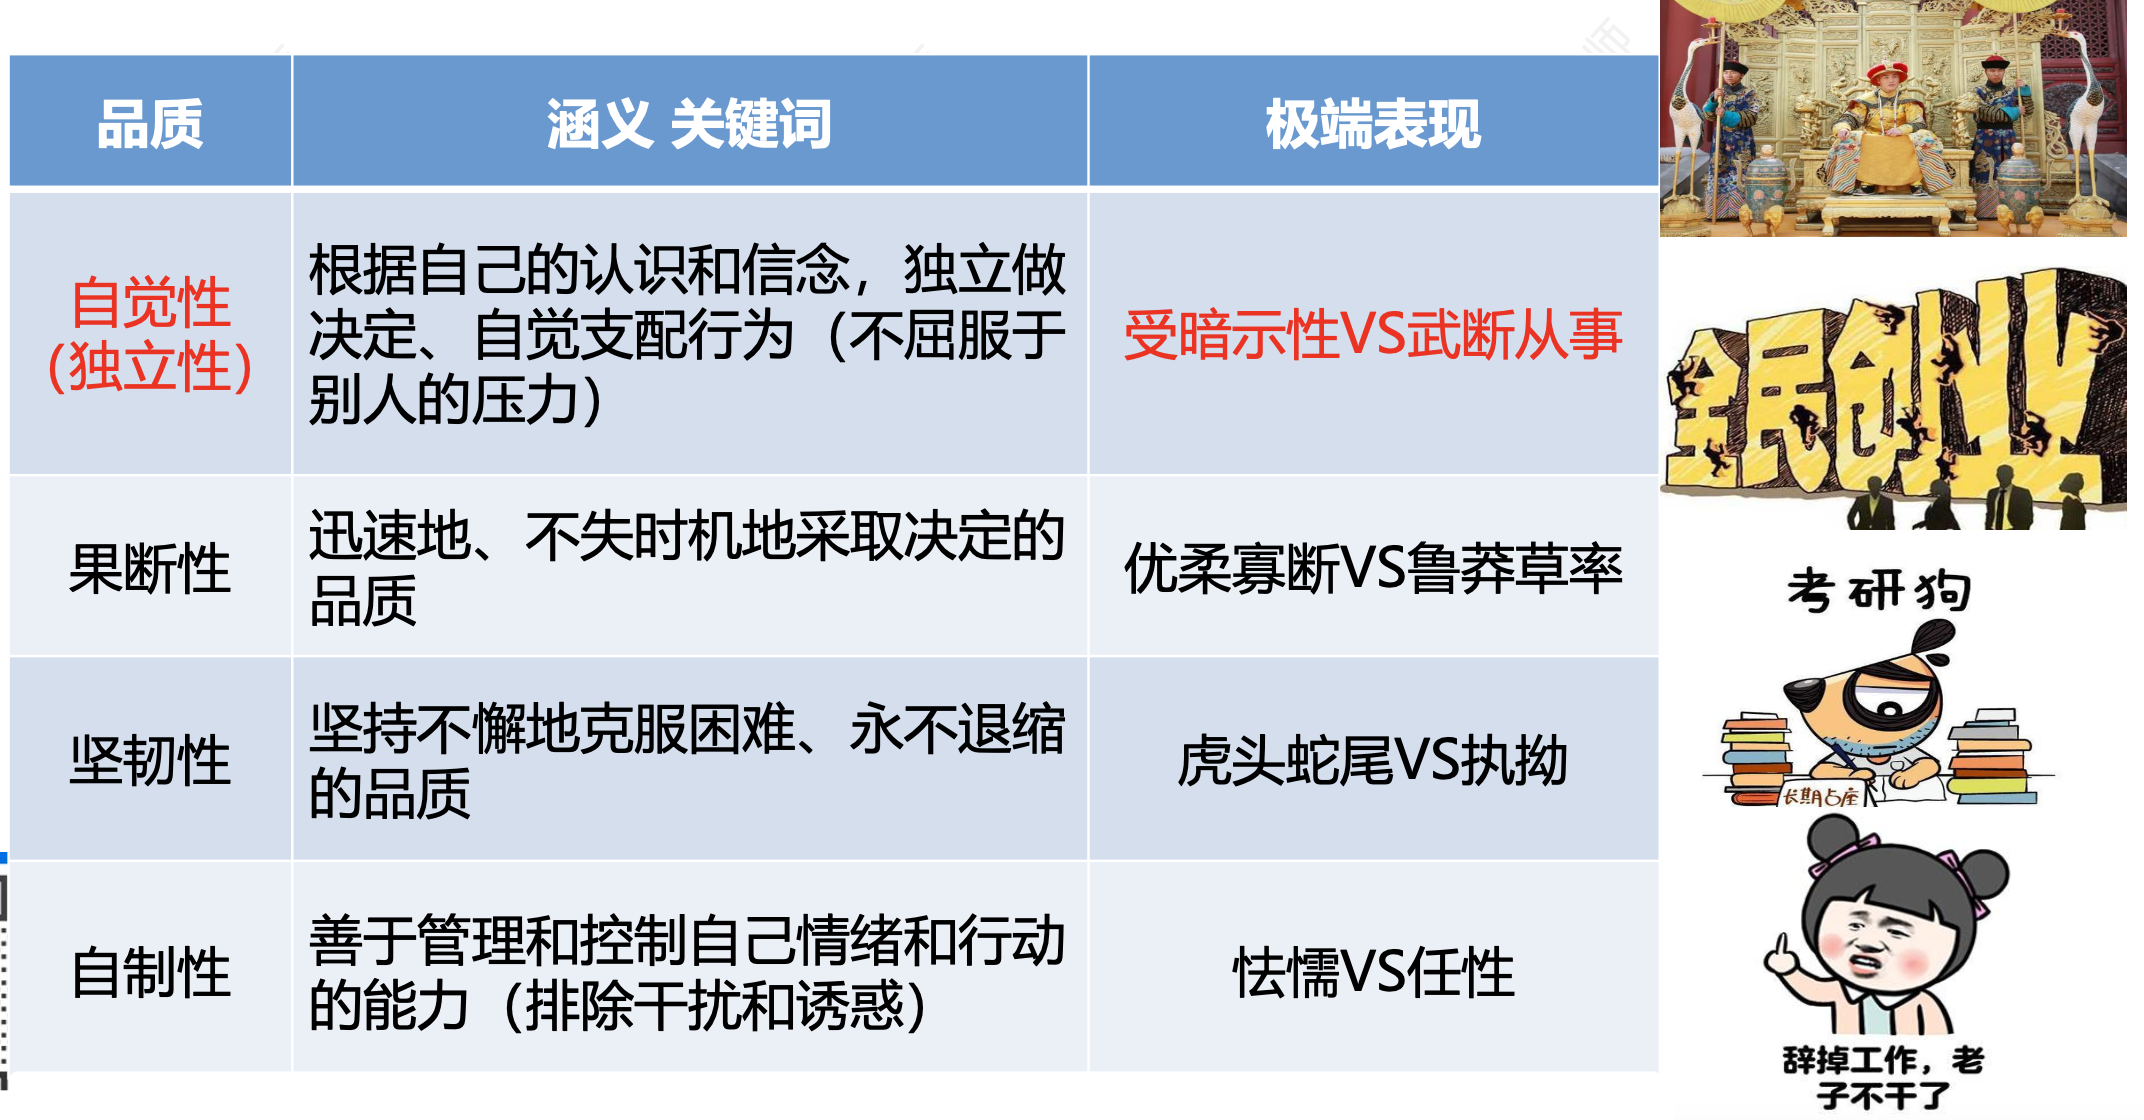 品质
涵义 关键词
极端表现
自觉性
（独立性）
根据自己的认识和信念，独立做
决定、自觉支配行为（不屈服于
别人的压力）
受暗示性VS武断从事
果断性
迅速地、不失时机地采取决定的
品质
优柔寡断VS鲁莽草率
坚韧性
坚持不懈地克服困难、永不退缩
的品质
虎头蛇尾VS执拗
自制性
善于管理和控制自己情绪和行动
的能力（排除干扰和诱惑）
怯懦VS任性
师
全民创业
考研狗
长期占座
辞掉工作，老
子不干了